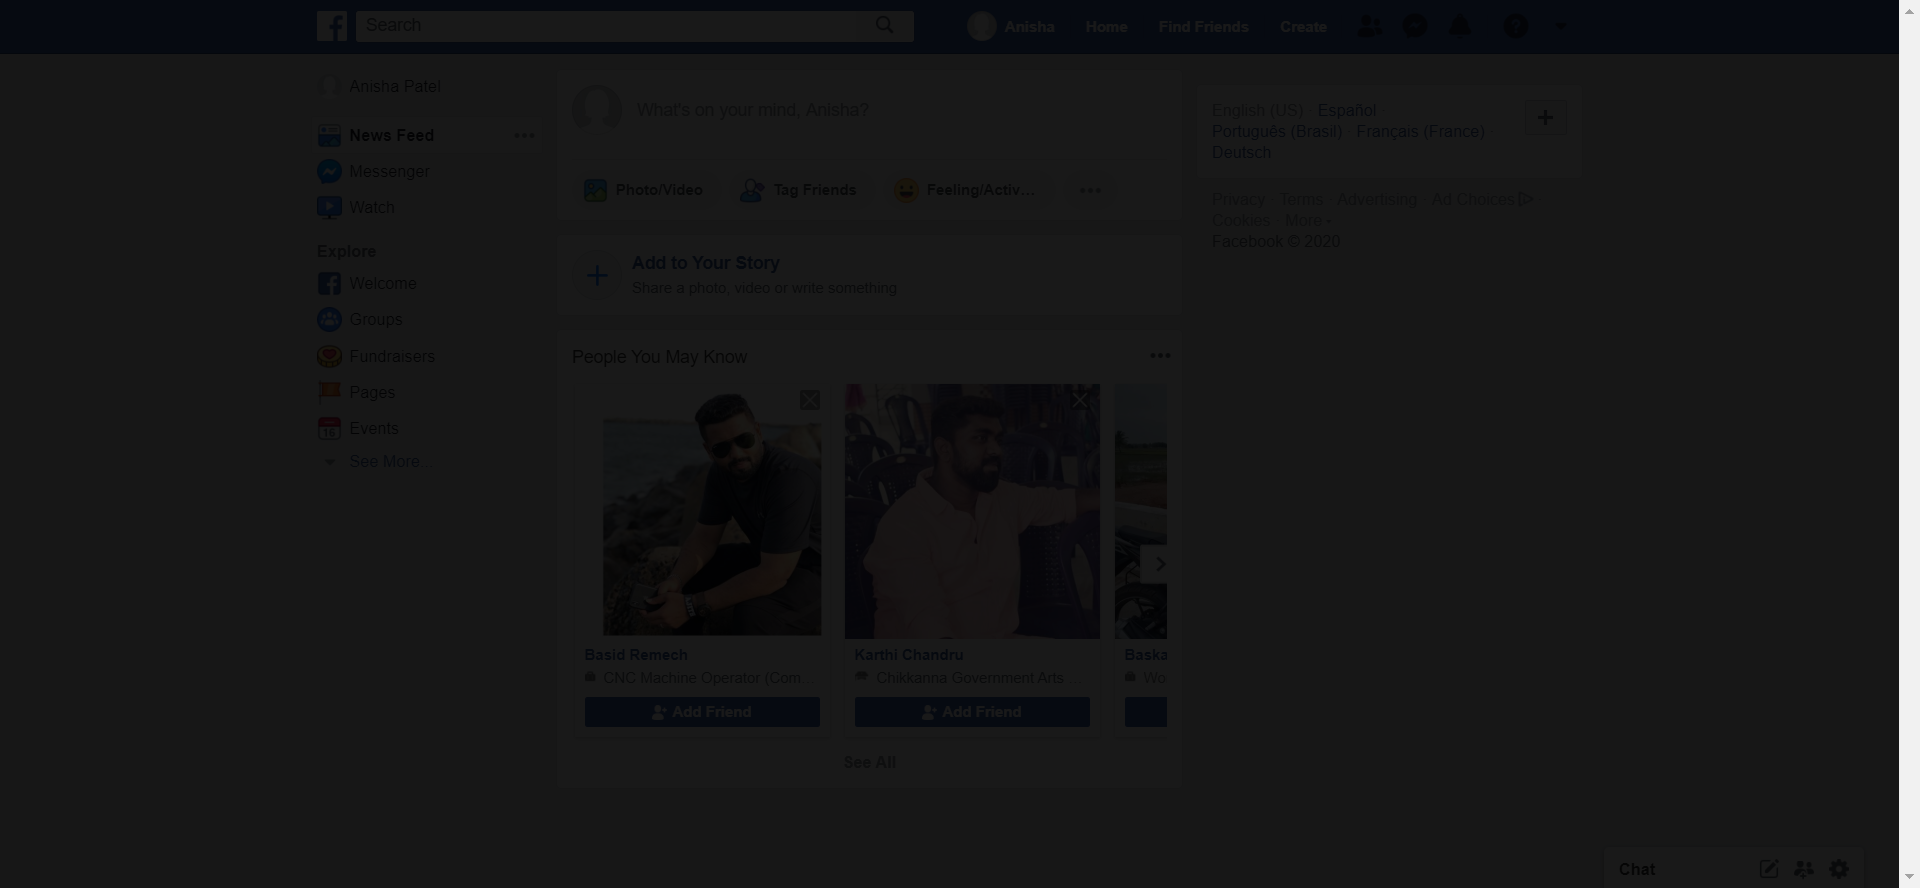 Search
Anisha
Home
Find Friends
Create
Anisha Patel
News Feed
Messenger
Watch
Explore
Welcome
Groups
Fundraisers
Pages
Events
16
See More...
What's on your mind, Anisha?
Photo/Video
Tag Friends
Feeling/Activ...
Add to Your Story
Share a photo, video or write something
People You May Know
Basid Remech
CNC Machine Operator (Com...
Add Friend
Karthi Chandru
Chikkanna Government Arts
Add Friend
Baska
Wo
See All
English (US) Español
Português (Brasil) Français (France)
Deutsch
Privacy Terms Advertising Ad Choices
Cookies More
Facebook © 2020
Chat